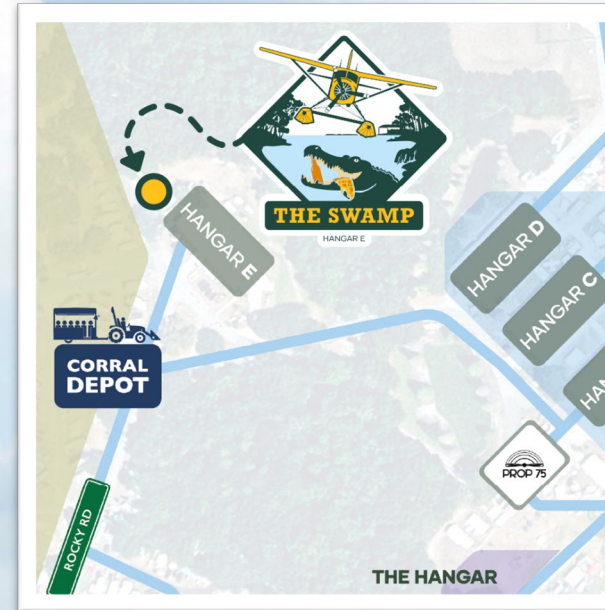 THE SWAMP
HANGAR E
HANGAR E
HANGAR D
HANGAR C
CORRAL
DEPOT
PROP 75
ROCKY RD
THE HANGAR